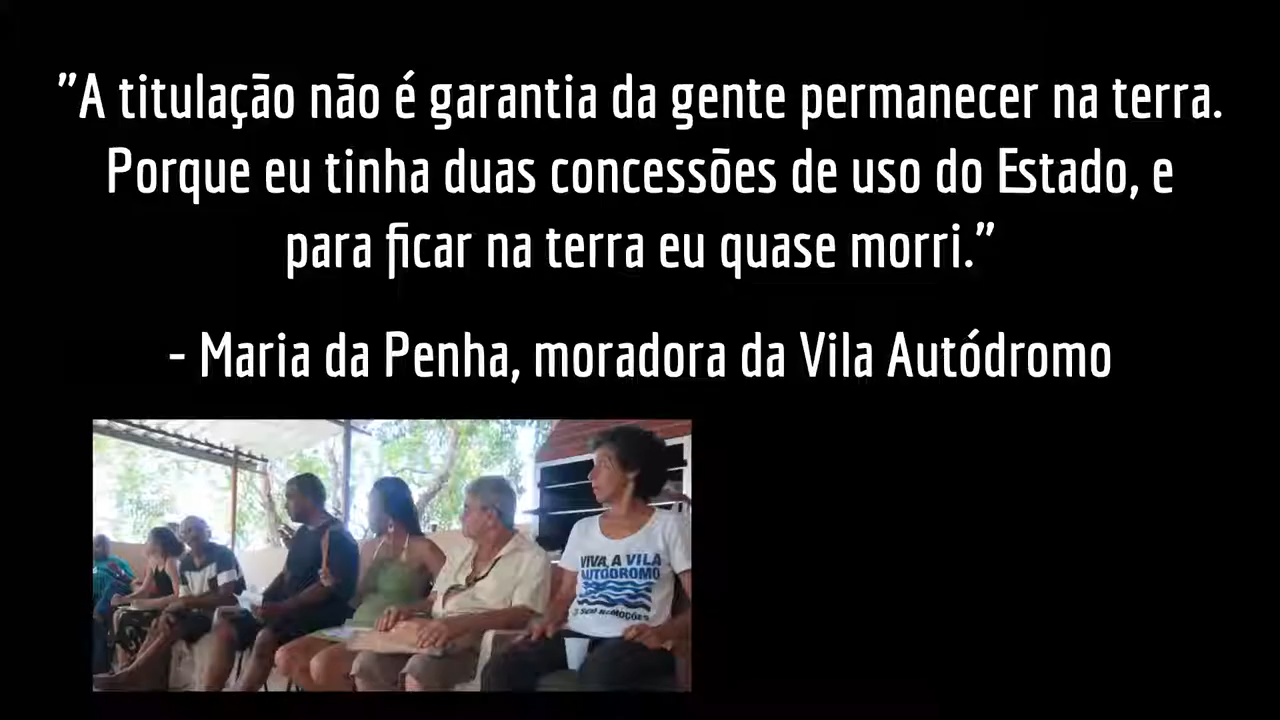 "A titulação não é garantia da gente permanecer na terra.
Porque eu tinha duas concessões de uso do Estado, e
para ficar na terra eu quase morri."
- Maria da Penha, moradora da Vila Autódromo
VIVA A VILA
AUTÓDROMO
REMOÇÕES